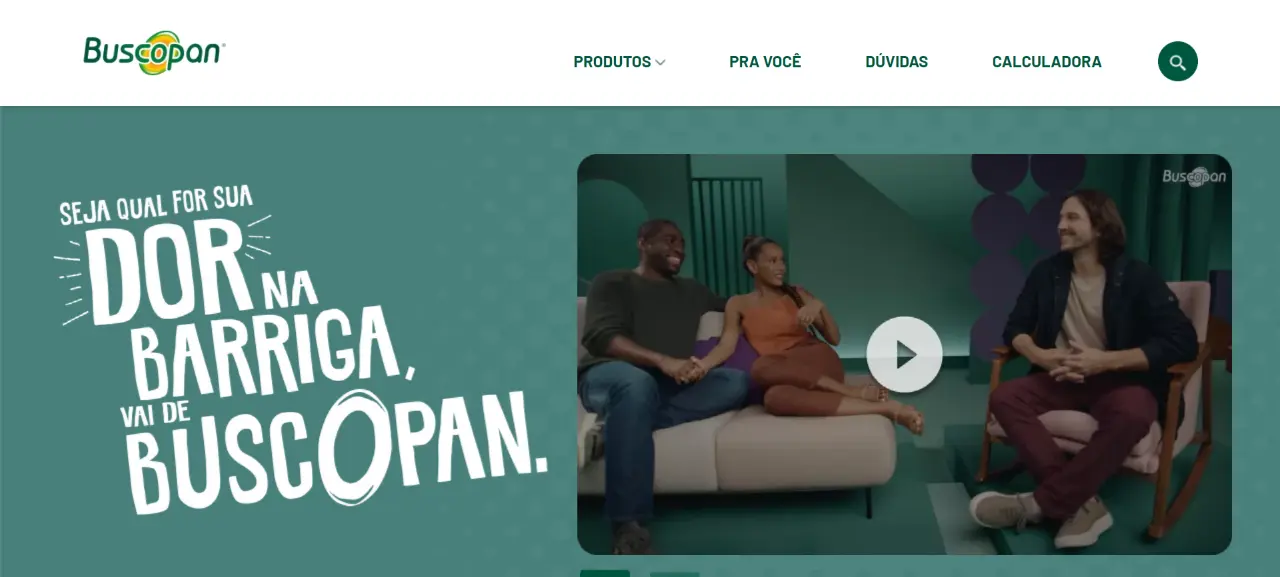 Buscopan
PRODUTOS
PRA VOCÊ
DÚVIDAS
CALCULADORA
SEJA QUAL FOR SUA
DOR NA
BARRIGA,
VAI DE
BUSCOPAN.
Buscopan